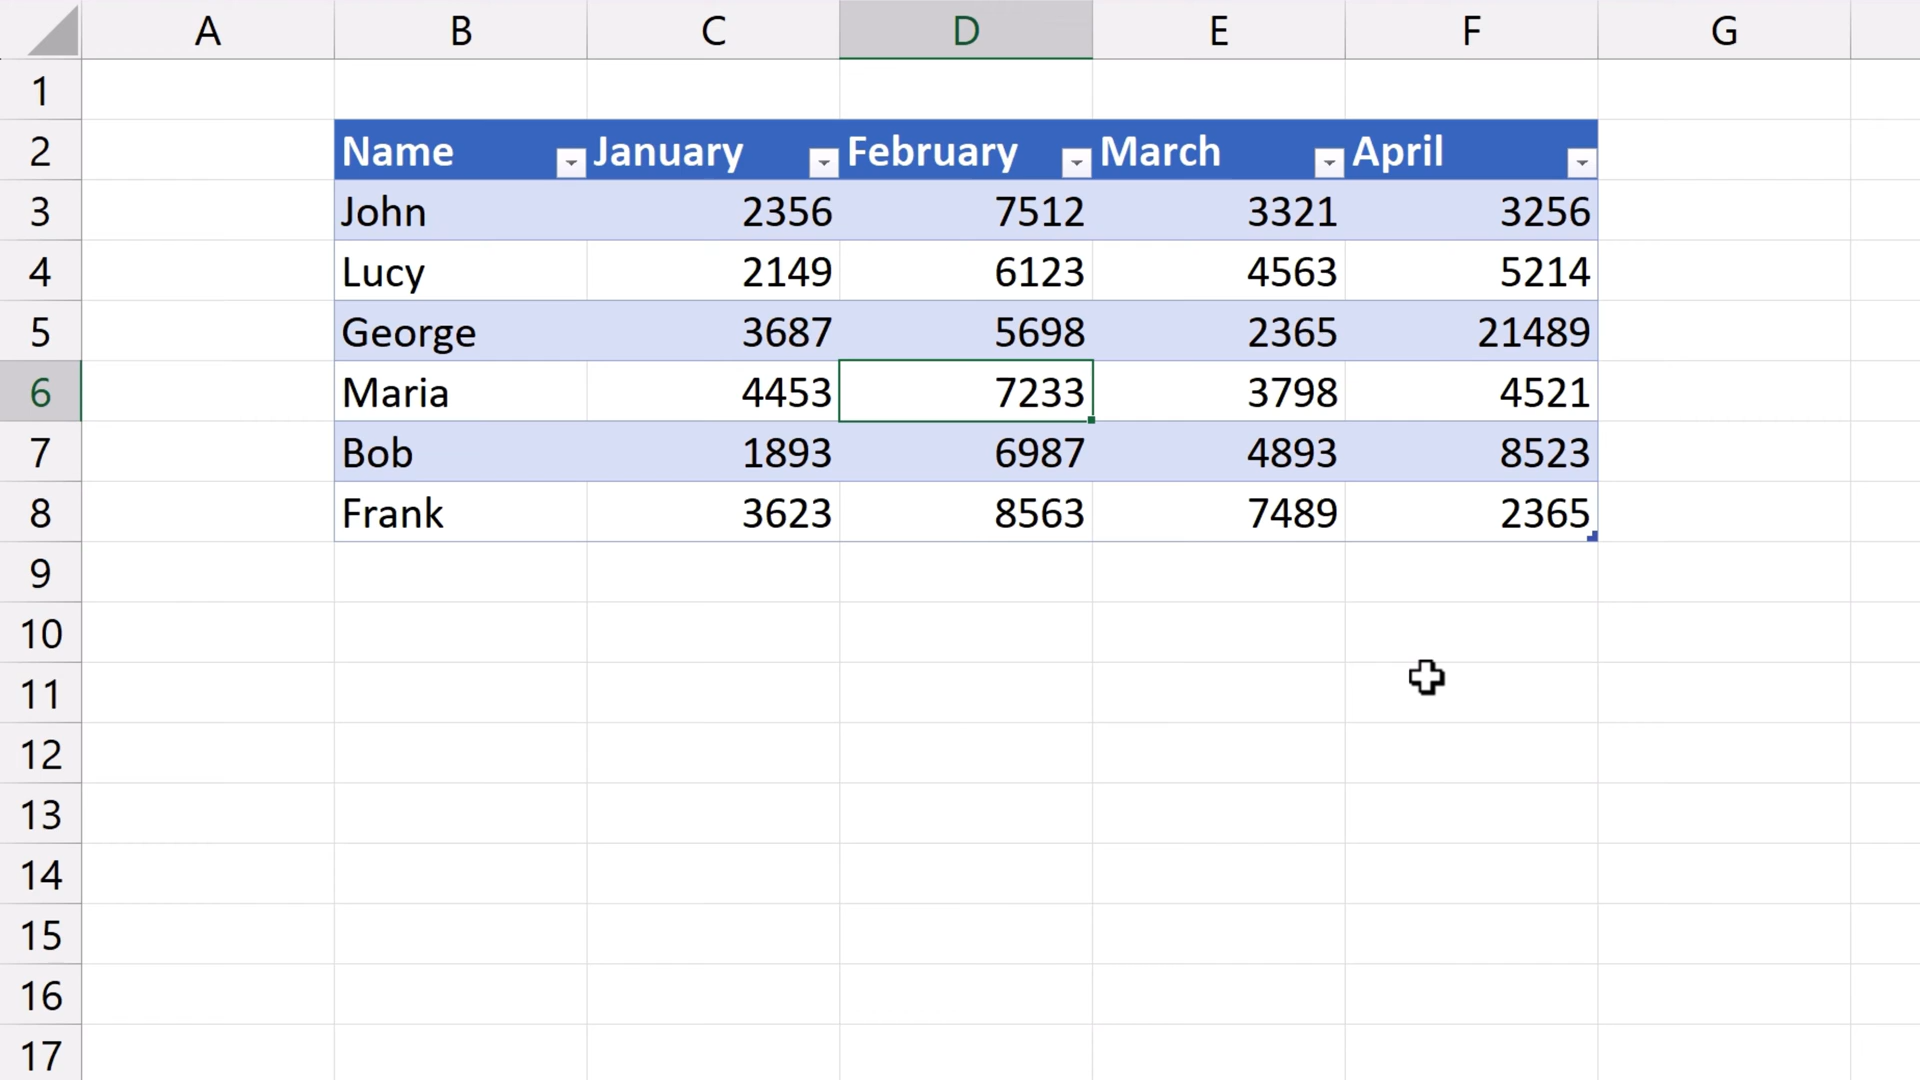 A B C D E F G
1
2 Name January February March April
3 John 2356 7512 3321 3256
4 Lucy 2149 6123 4563 5214
5 George 3687 5698 2365 21489
6 Maria 4453 7233 3798 4521
7 Bob 1893 6987 4893 8523
8 Frank 3623 8563 7489 2365
9
10
11
12
13
14
15
16
17